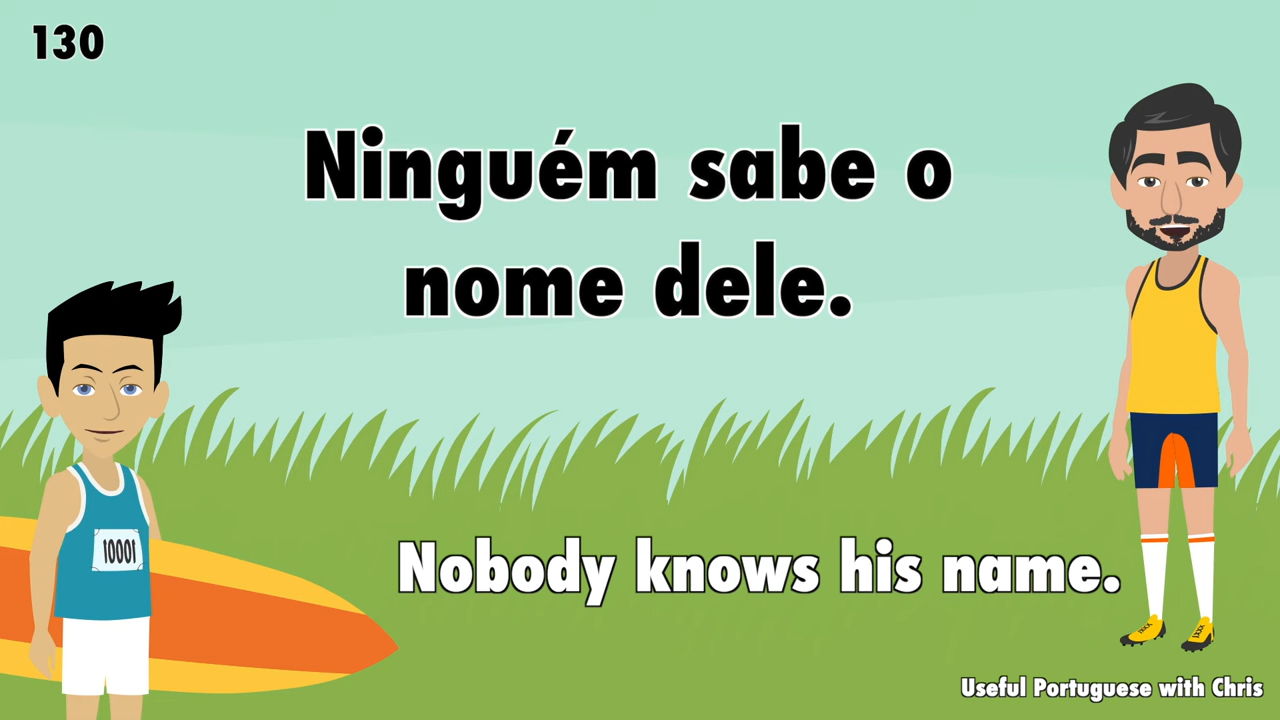 130
Ninguém sabe o
nome dele.
10001
Nobody knows his name.
Useful Portuguese with Chris